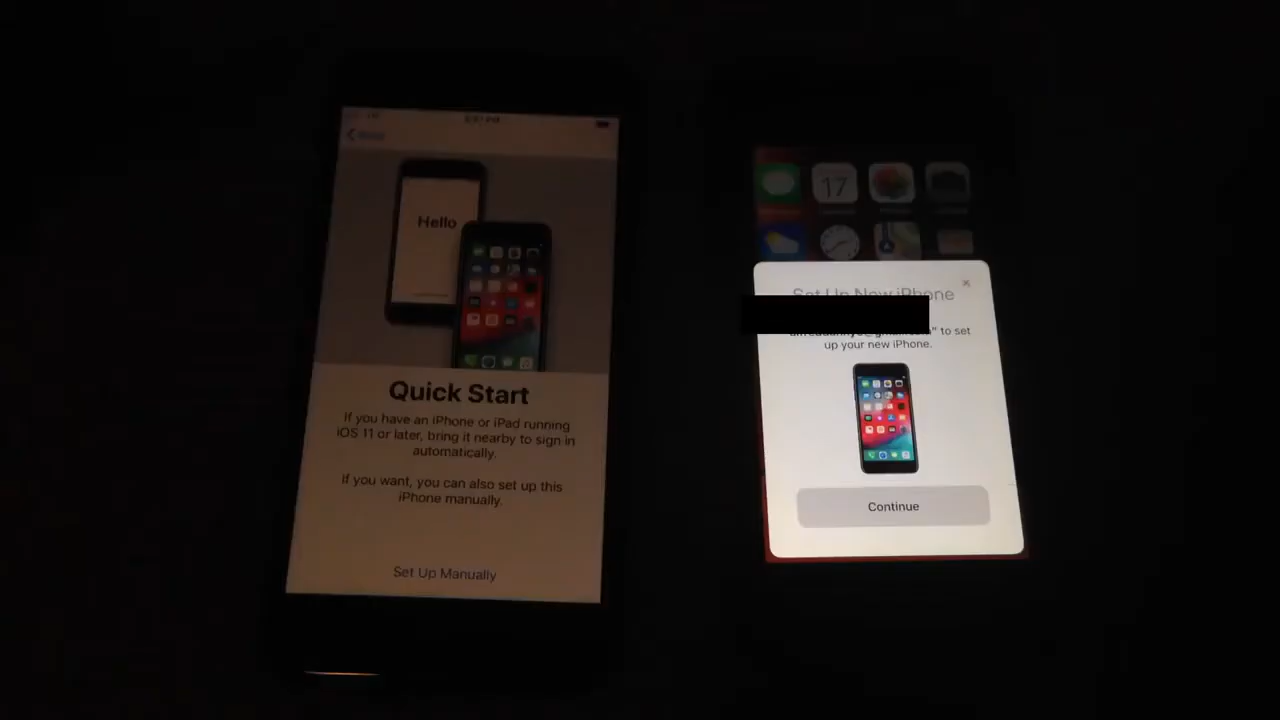 Hello
Quick Start
If you have an iPhone or iPad running
iOS 11 or later, bring it nearby to sign in
automatically.
If you want, you can also set up this
iPhone manually.
Set Up Manually
17
Set Up New iPhone
to set
up your new iPhone.
Continue